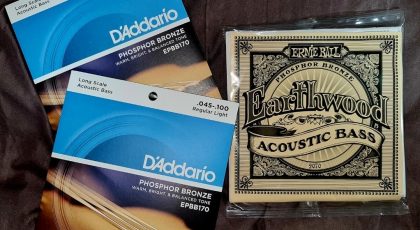 Long Scale
Acoustic Bass
D'Addario
PHOSPHOR BRONZE
WARM, BRIGHT & BALANCED TONE
EPBB170
Long Scale
Acoustic Bass
.045-.100
Regular Light
D'Addario
PHOSPHOR BRONZE
WARM, BRIGHT & BALANCED TONE
EPBB170
ERNIE BALL
PHOSPHOR BRONZE
Earthwood
ACOUSTIC BASS
2070